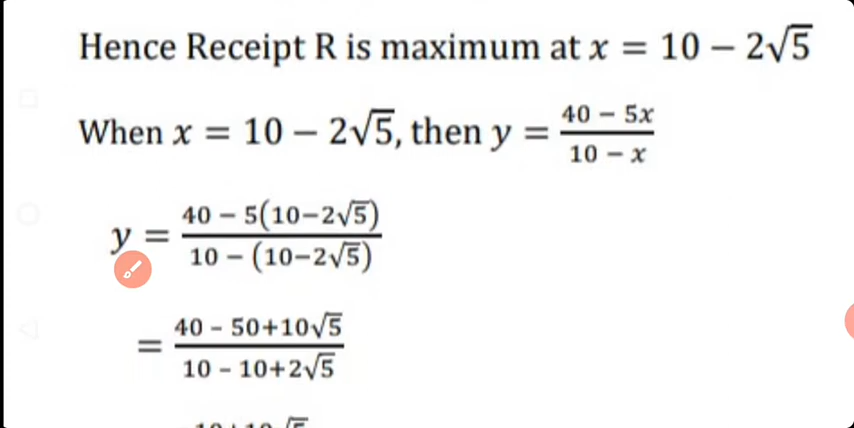 Hence Receipt R is maximum at x = 10 − 2√5
When x = 10 − 2√5, then y = (40 − 5x)/(10 − x)
y = (40 − 5(10−2√5))/(10 − (10−2√5))
= (40 - 50+10√5)/(10 - 10+2√5)